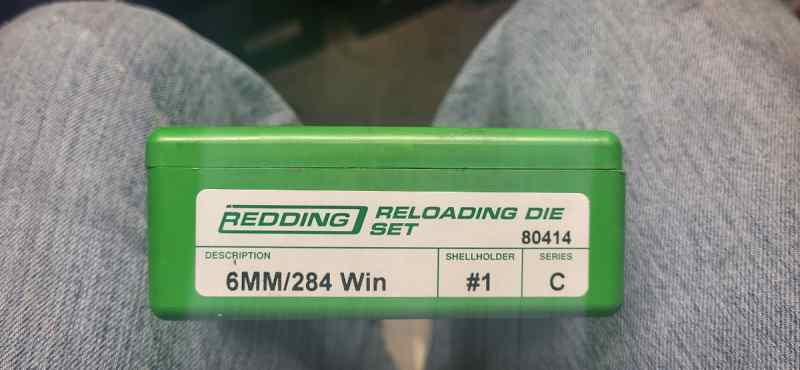 REDDING RELOADING DIE
SET
80414
DESCRIPTION SHELLHOLDER SERIES
6MM/284 Win #1 C